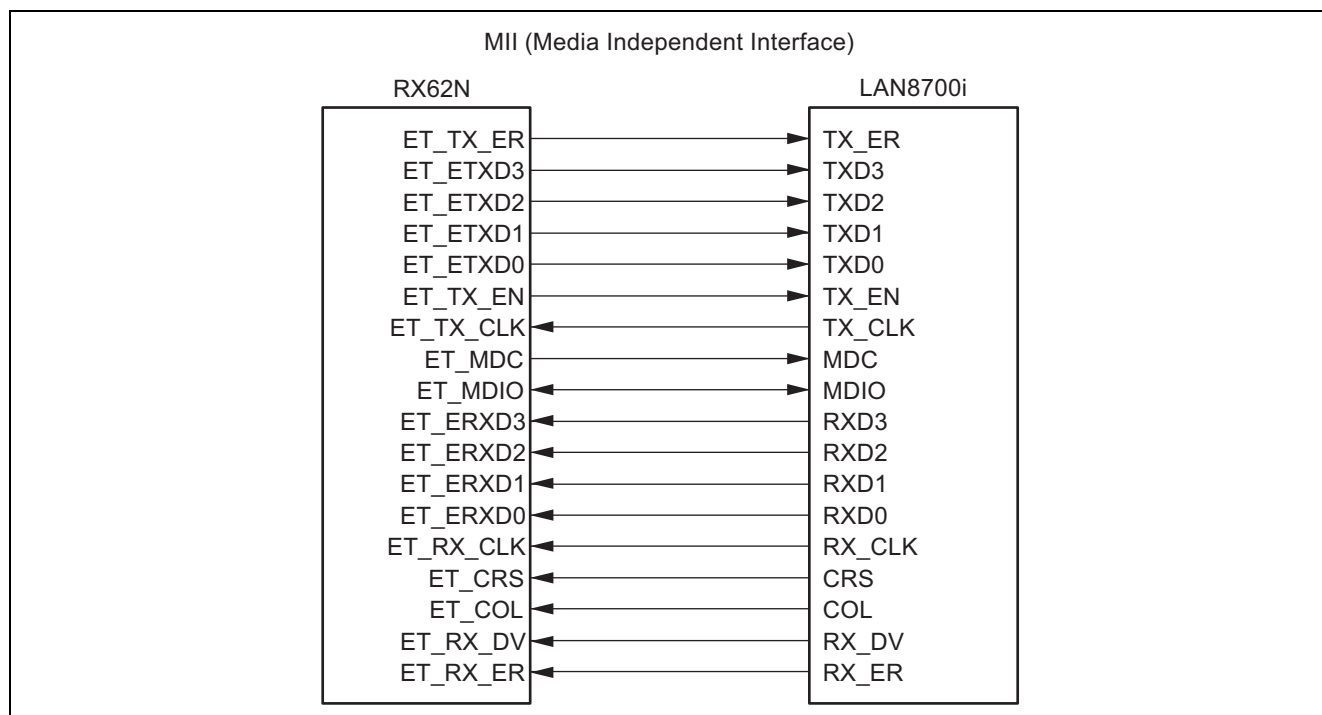 MII (Media Independent Interface)
RX62N LAN8700i
ET_TX_ER TX_ER
ET_ETXD3 TXD3
ET_ETXD2 TXD2
ET_ETXD1 TXD1
ET_ETXD0 TXD0
ET_TX_EN TX_EN
ET_TX_CLK TX_CLK
ET_MDC MDC
ET_MDIO MDIO
ET_ERXD3 RXD3
ET_ERXD2 RXD2
ET_ERXD1 RXD1
ET_ERXD0 RXD0
ET_RX_CLK RX_CLK
ET_CRS CRS
ET_COL COL
ET_RX_DV RX_DV
ET_RX_ER RX_ER